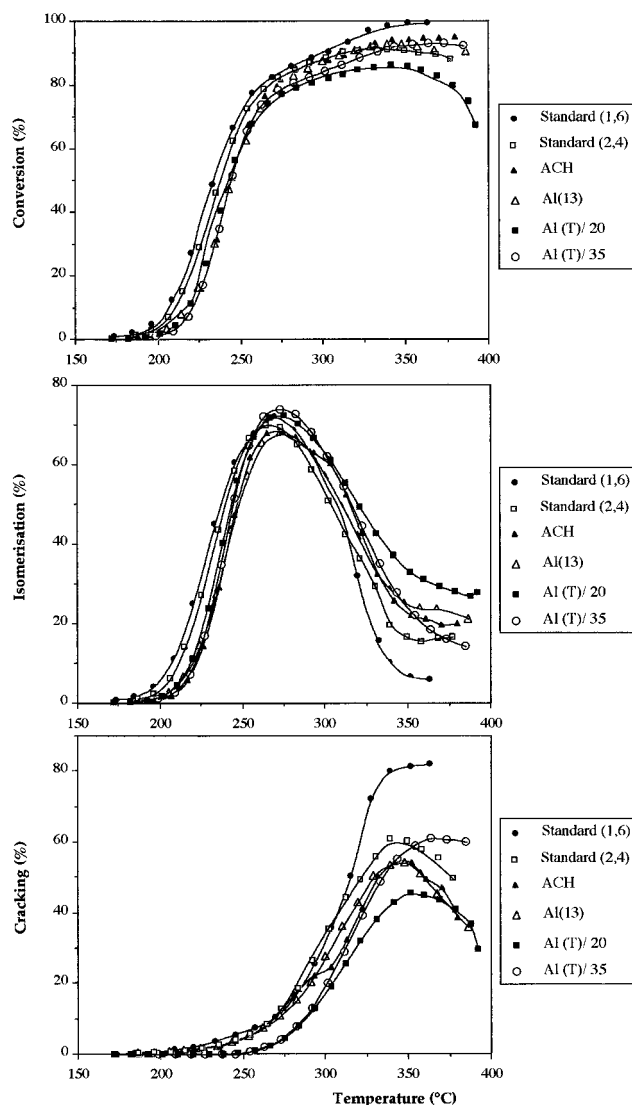 Conversion (%)
100
80
60
40
20
0
150
200
250
300
350
400
Standard (1,6)
Standard (2,4)
ACH
Al(13)
Al (T)/ 20
Al (T)/ 35
Isomerisation (%)
80
60
40
20
0
150
200
250
300
350
400
Standard (1,6)
Standard (2,4)
ACH
Al(13)
Al (T)/ 20
Al (T)/ 35
Cracking (%)
80
60
40
20
0
150
200
250
300
350
400
Temperature (°C)
Standard (1,6)
Standard (2,4)
ACH
Al(13)
Al (T)/ 20
Al (T)/ 35